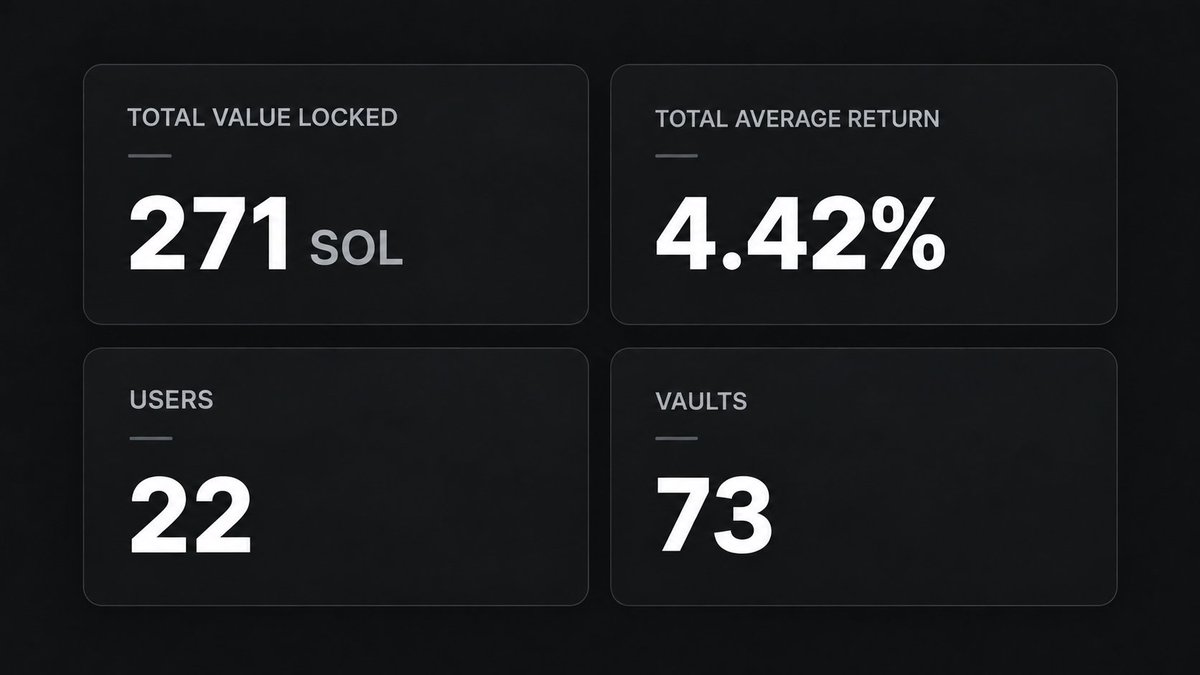 TOTAL VALUE LOCKED
271 SOL
TOTAL AVERAGE RETURN
4.42%
USERS
22
VAULTS
73